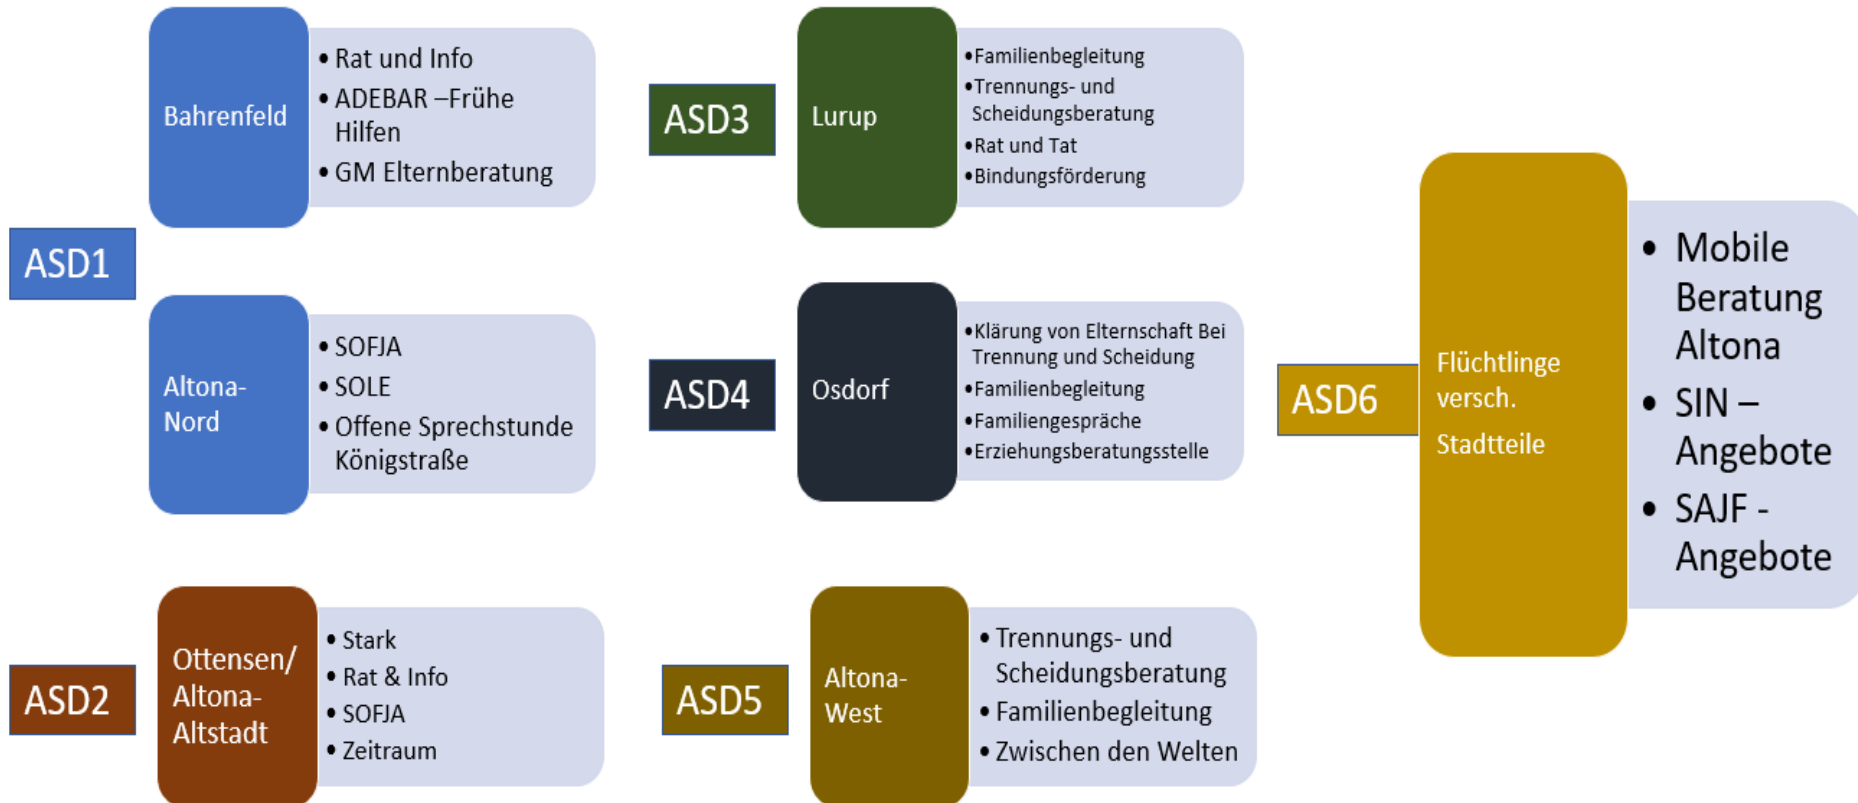 ASD1
Bahrenfeld
• Rat und Info
• ADEBAR –Frühe
Hilfen
• GM Elternberatung
Altona-
Nord
• SOFJA
• SOLE
• Offene Sprechstunde
Königstraße
ASD2
Ottensen/
Altona-
Altstadt
• Stark
• Rat & Info
• SOFJA
• Zeitraum
ASD3
Lurup
•Familienbegleitung
•Trennungs- und
Scheidungsberatung
•Rat und Tat
•Bindungsförderung
ASD4
Osdorf
•Klärung von Elternschaft Bei
Trennung und Scheidung
•Familienbegleitung
•Familiengespräche
•Erziehungsberatungsstelle
ASD5
Altona-
West
• Trennungs- und
Scheidungsberatung
• Familienbegleitung
• Zwischen den Welten
ASD6
Flüchtlinge
versch.
Stadtteile
• Mobile
Beratung
Altona
• SIN –
Angebote
• SAJF -
Angebote